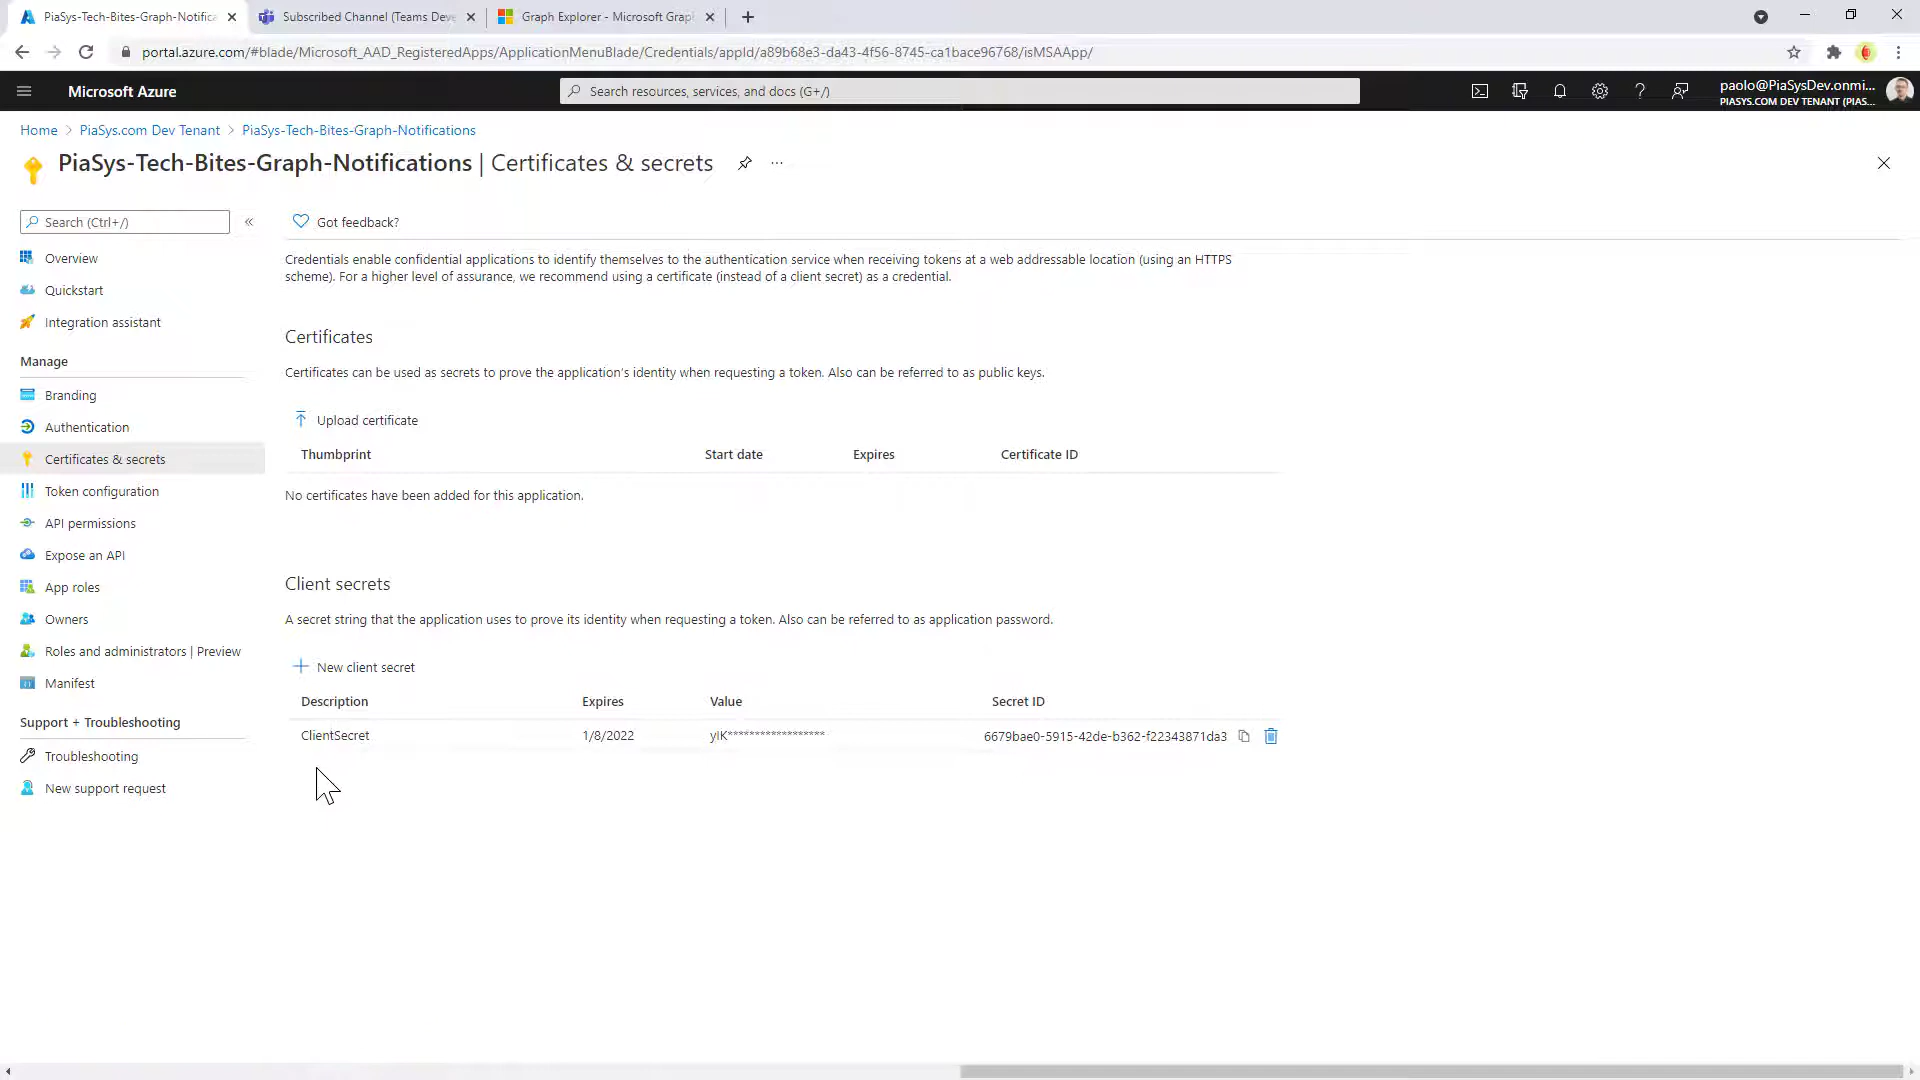 PiaSys-Tech-Bites-Graph-Notifica
Subscribed Channel (Teams Deve
Graph Explorer - Microsoft Grap
portal.azure.com/#blade/Microsoft_AAD_RegisteredApps/ApplicationMenuBlade/Credentials/appId/a89b68e3-da43-4f56-8745-ca1bace96768/isMSAApp/
Microsoft Azure
Search resources, services, and docs (G+/)
paolo@PiaSysDev.onmi...
PIASYS.COM DEV TENANT (PIAS...
Home > PiaSys.com Dev Tenant > PiaSys-Tech-Bites-Graph-Notifications
PiaSys-Tech-Bites-Graph-Notifications | Certificates & secrets
Search (Ctrl+/)
Overview
Quickstart
Integration assistant
Manage
Branding
Authentication
Certificates & secrets
Token configuration
API permissions
Expose an API
App roles
Owners
Roles and administrators | Preview
Manifest
Support + Troubleshooting
Troubleshooting
New support request
Got feedback?
Credentials enable confidential applications to identify themselves to the authentication service when receiving tokens at a web addressable location (using an HTTPS
scheme). For a higher level of assurance, we recommend using a certificate (instead of a client secret) as a credential.
Certificates
Certificates can be used as secrets to prove the application's identity when requesting a token. Also can be referred to as public keys.
Upload certificate
Thumbprint Start date Expires Certificate ID
No certificates have been added for this application.
Client secrets
A secret string that the application uses to prove its identity when requesting a token. Also can be referred to as application password.
New client secret
Description Expires Value Secret ID
ClientSecret 1/8/2022 yIK****************** 6679bae0-5915-42de-b362-f22343871da3